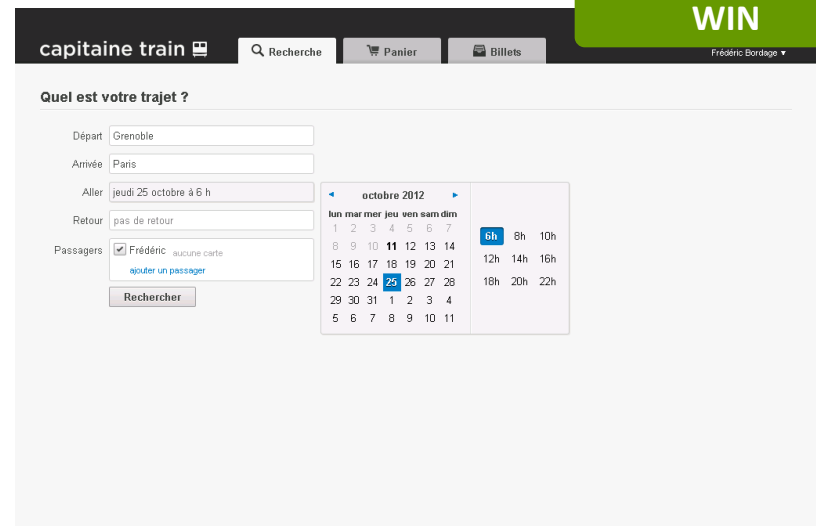 WIN
capitaine train
Recherche
Panier
Billets
Frédéric Bordage ▾
Quel est votre trajet ?
Départ Grenoble
Arrivée Paris
Aller jeudi 25 octobre à 6 h
Retour pas de retour
Passagers Frédéric aucune carte
ajouter un passager
Rechercher
◂ octobre 2012 ▸
lun mar mer jeu ven sam dim
1 2 3 4 5 6 7
8 9 10 11 12 13 14
15 16 17 18 19 20 21
22 23 24 25 26 27 28
29 30 31 1 2 3 4
5 6 7 8 9 10 11
6h 8h 10h
12h 14h 16h
18h 20h 22h